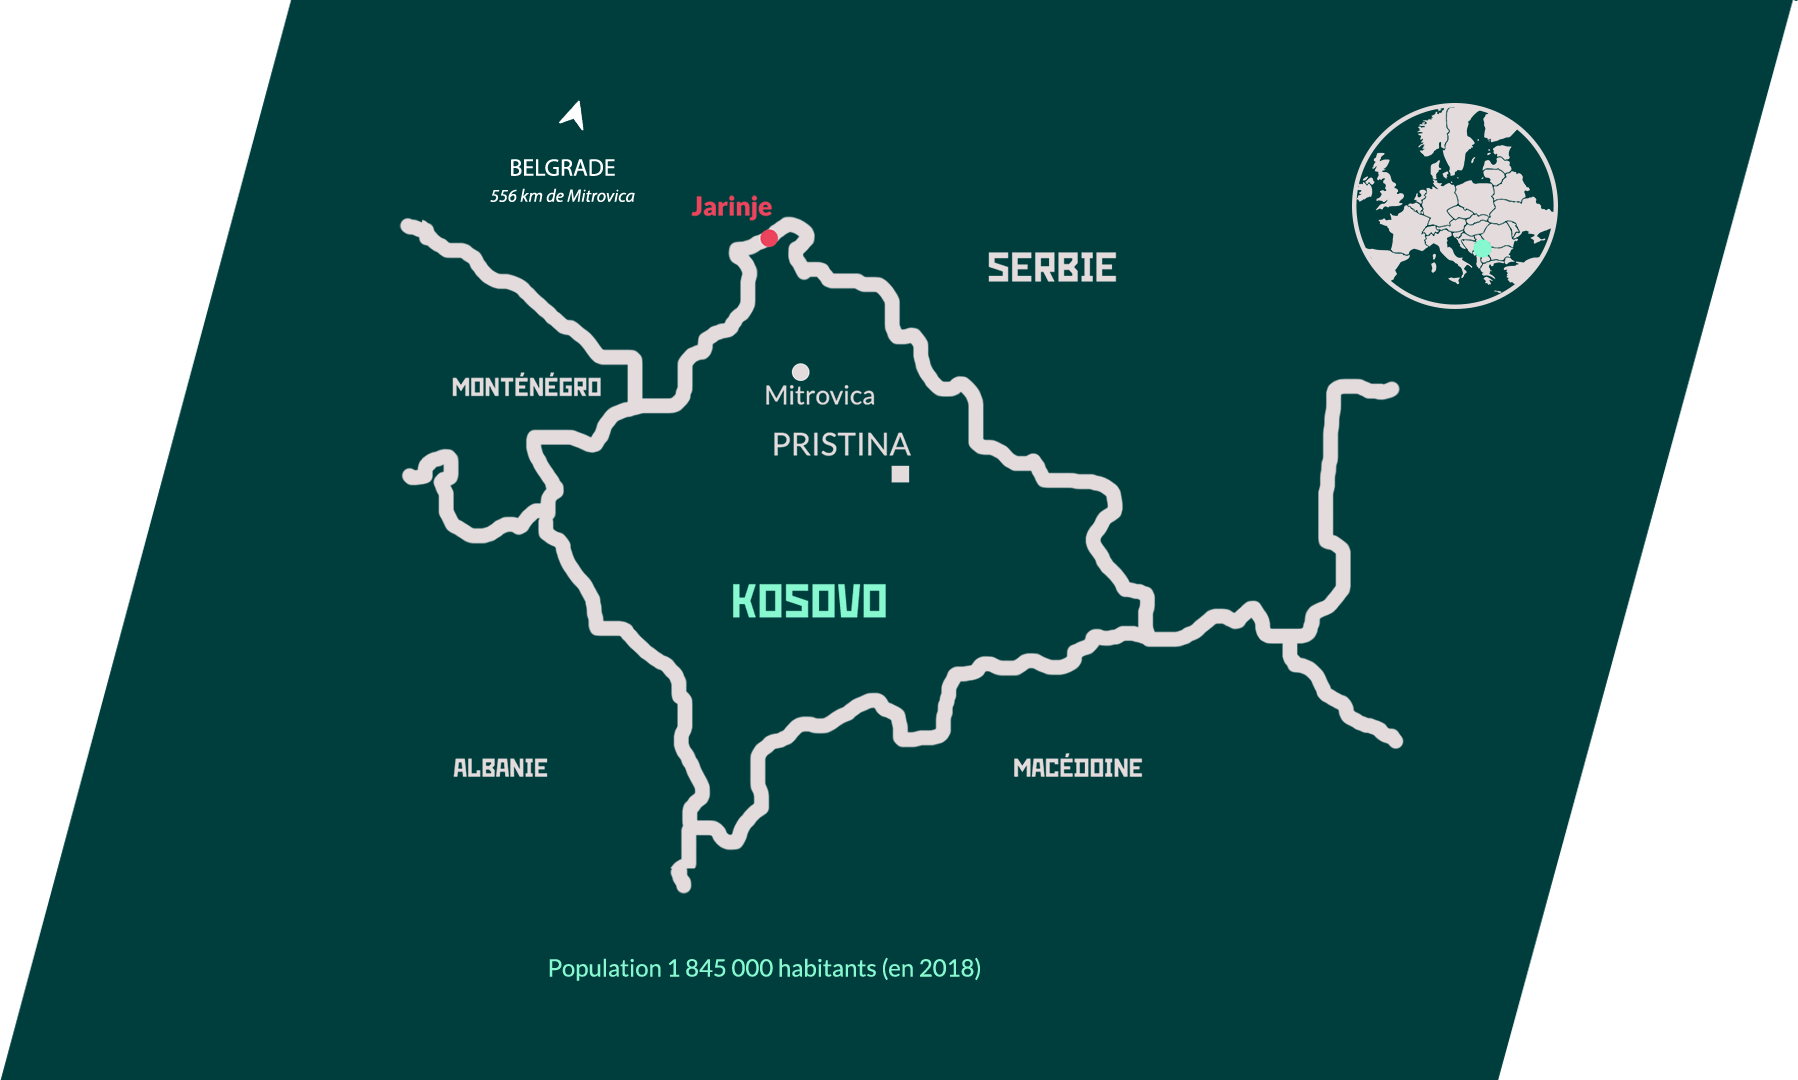 BELGRADE
556 km de Mitrovica
Jarinje
SERBIE
MONTÉNÉGRO
Mitrovica
PRISTINA
KOSOVO
ALBANIE
MACÉDOINE
Population 1 845 000 habitants (en 2018)